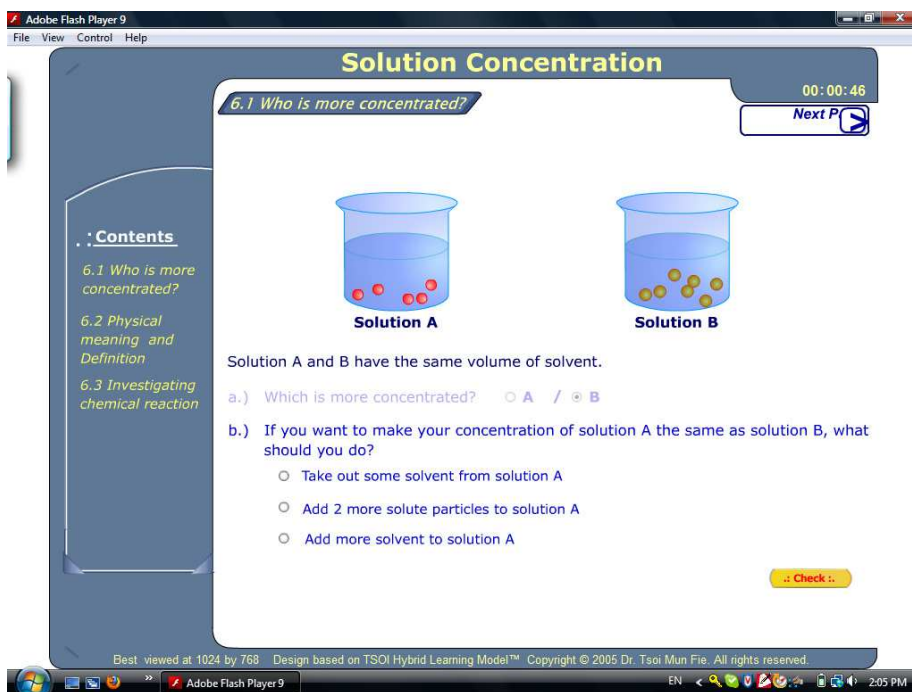 Adobe Flash Player 9
File View Control Help
Solution Concentration
00:00:46
6.1 Who is more concentrated?
Next P
>
.:Contents
6.1 Who is more
concentrated?
6.2 Physical
meaning and
Definition
6.3 Investigating
chemical reaction
Solution A
Solution B
Solution A and B have the same volume of solvent.
a.) Which is more concentrated? A / B
b.) If you want to make your concentration of solution A the same as solution B, what
should you do?
Take out some solvent from solution A
Add 2 more solute particles to solution A
Add more solvent to solution A
.: Check :.
Best viewed at 1024 by 768 Design based on TSOI Hybrid Learning Model™ Copyright © 2005 Dr. Tsoi Mun Fie. All rights reserved.
» Adobe Flash Player 9 EN < 2:05 PM